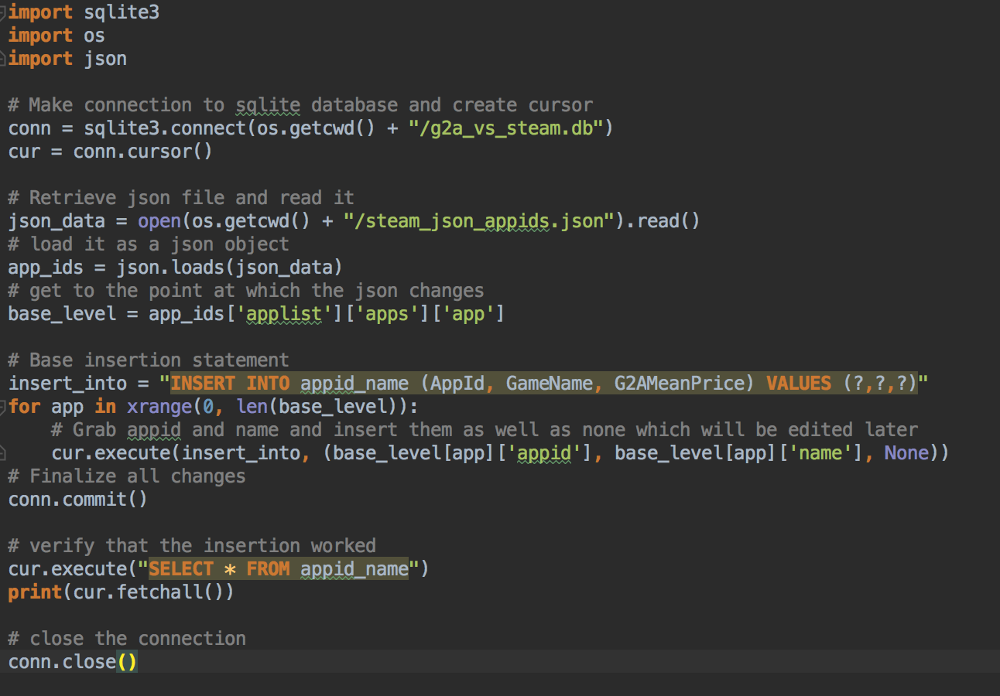 import sqlite3
import os
import json
# Make connection to sqlite database and create cursor
conn = sqlite3.connect(os.getcwd() + "/g2a_vs_steam.db")
cur = conn.cursor()
# Retrieve json file and read it
json_data = open(os.getcwd() + "/steam_json_appids.json").read()
# load it as a json object
app_ids = json.loads(json_data)
# get to the point at which the json changes
base_level = app_ids['applist']['apps']['app']
# Base insertion statement
insert_into = "INSERT INTO appid_name (AppId, GameName, G2AMeanPrice) VALUES (?,?,?)"
for app in xrange(0, len(base_level)):
    # Grab appid and name and insert them as well as none which will be edited later
    cur.execute(insert_into, (base_level[app]['appid'], base_level[app]['name'], None))
# Finalize all changes
conn.commit()
# verify that the insertion worked
cur.execute("SELECT * FROM appid_name")
print(cur.fetchall())
# close the connection
conn.close()